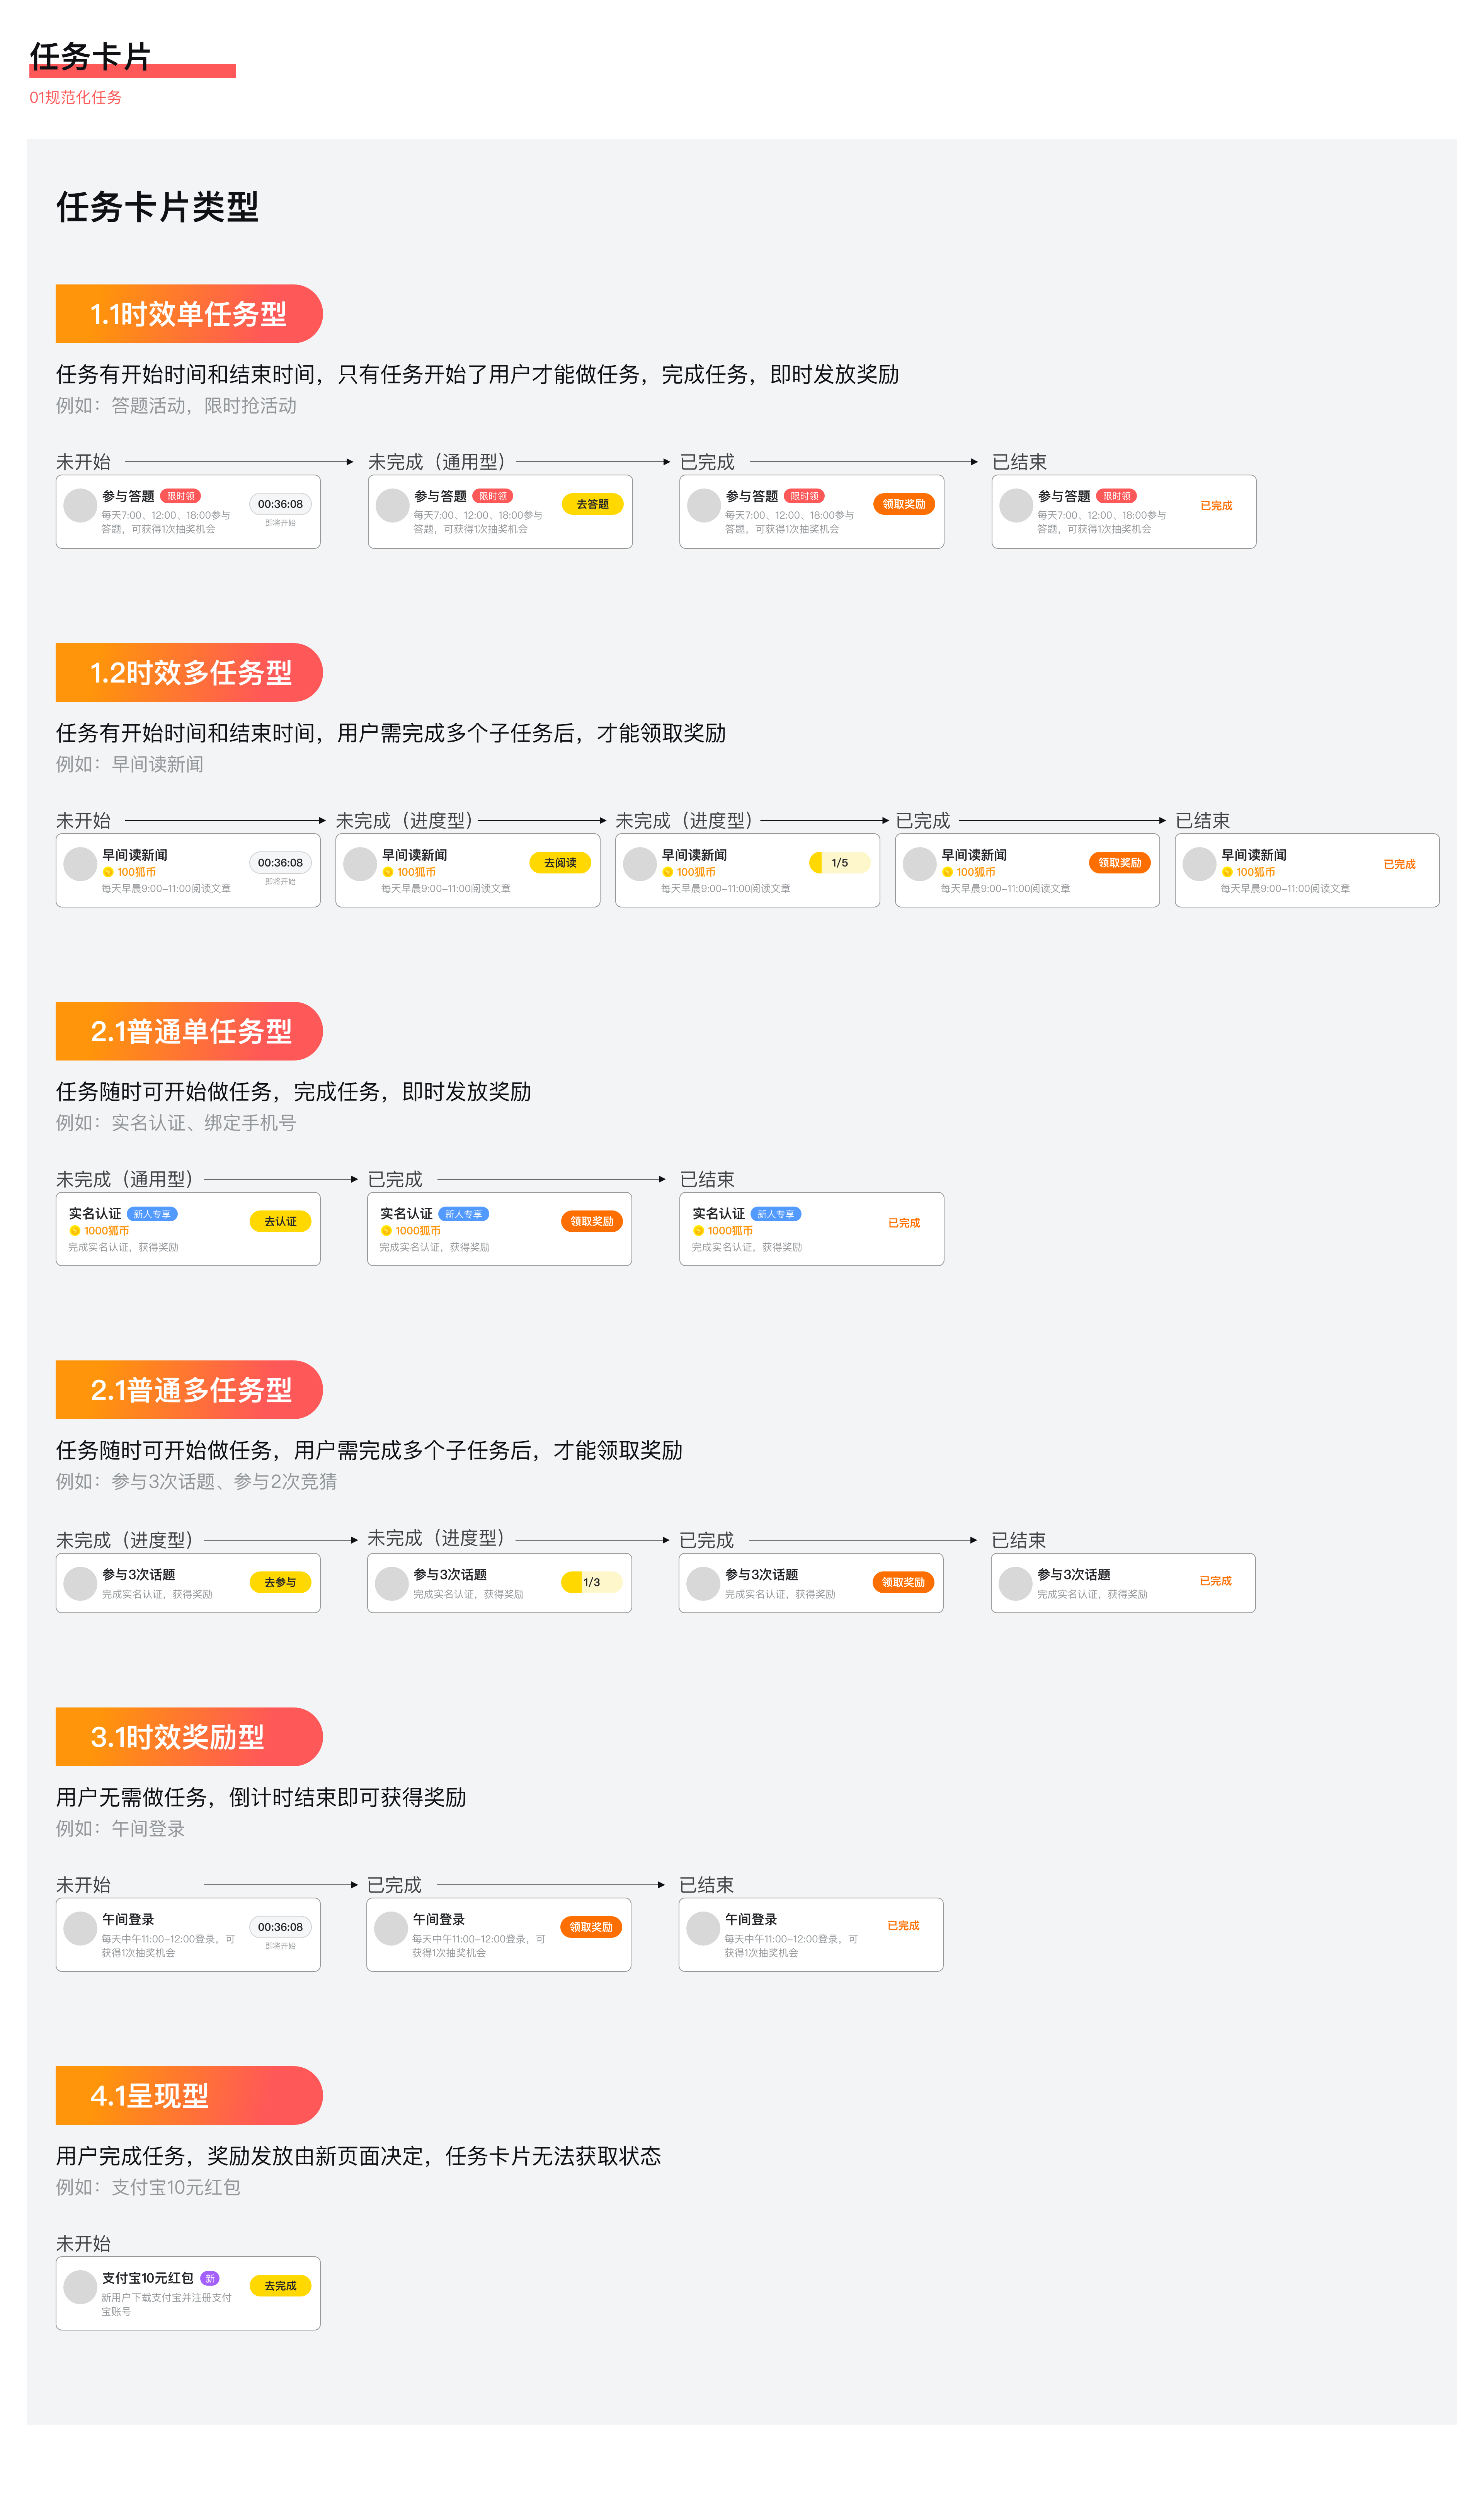 任务卡片
01规范化任务
任务卡片类型
1.1时效单任务型
任务有开始时间和结束时间，只有任务开始了用户才能做任务，完成任务，即时发放奖励
例如：答题活动，限时抢活动
未开始
未完成（通用型）
已完成
已结束
参与答题 限时领
每天7:00、12:00、18:00参与
答题，可获得1次抽奖机会
00:36:08
即将开始
参与答题 限时领
每天7:00、12:00、18:00参与
答题，可获得1次抽奖机会
去答题
参与答题 限时领
每天7:00、12:00、18:00参与
答题，可获得1次抽奖机会
领取奖励
参与答题 限时领
每天7:00、12:00、18:00参与
答题，可获得1次抽奖机会
已完成
1.2时效多任务型
任务有开始时间和结束时间，用户需完成多个子任务后，才能领取奖励
例如：早间读新闻
未开始
未完成（进度型）
未完成（进度型）
已完成
已结束
早间读新闻
100狐币
每天早晨9:00-11:00阅读文章
00:36:08
即将开始
早间读新闻
100狐币
每天早晨9:00-11:00阅读文章
去阅读
早间读新闻
100狐币
每天早晨9:00-11:00阅读文章
1/5
早间读新闻
100狐币
每天早晨9:00-11:00阅读文章
领取奖励
早间读新闻
100狐币
每天早晨9:00-11:00阅读文章
已完成
2.1普通单任务型
任务随时可开始做任务，完成任务，即时发放奖励
例如：实名认证、绑定手机号
未完成（通用型）
已完成
已结束
实名认证 新人专享
1000狐币
完成实名认证，获得奖励
去认证
实名认证 新人专享
1000狐币
完成实名认证，获得奖励
领取奖励
实名认证 新人专享
1000狐币
完成实名认证，获得奖励
已完成
2.1普通多任务型
任务随时可开始做任务，用户需完成多个子任务后，才能领取奖励
例如：参与3次话题、参与2次竞猜
未完成（进度型）
未完成（进度型）
已完成
已结束
参与3次话题
完成实名认证，获得奖励
去参与
参与3次话题
完成实名认证，获得奖励
1/3
参与3次话题
完成实名认证，获得奖励
领取奖励
参与3次话题
完成实名认证，获得奖励
已完成
3.1时效奖励型
用户无需做任务，倒计时结束即可获得奖励
例如：午间登录
未开始
已完成
已结束
午间登录
每天中午11:00-12:00登录，可
获得1次抽奖机会
00:36:08
即将开始
午间登录
每天中午11:00-12:00登录，可
获得1次抽奖机会
领取奖励
午间登录
每天中午11:00-12:00登录，可
获得1次抽奖机会
已完成
4.1呈现型
用户完成任务，奖励发放由新页面决定，任务卡片无法获取状态
例如：支付宝10元红包
未开始
支付宝10元红包 新
新用户下载支付宝并注册支付
宝账号
去完成